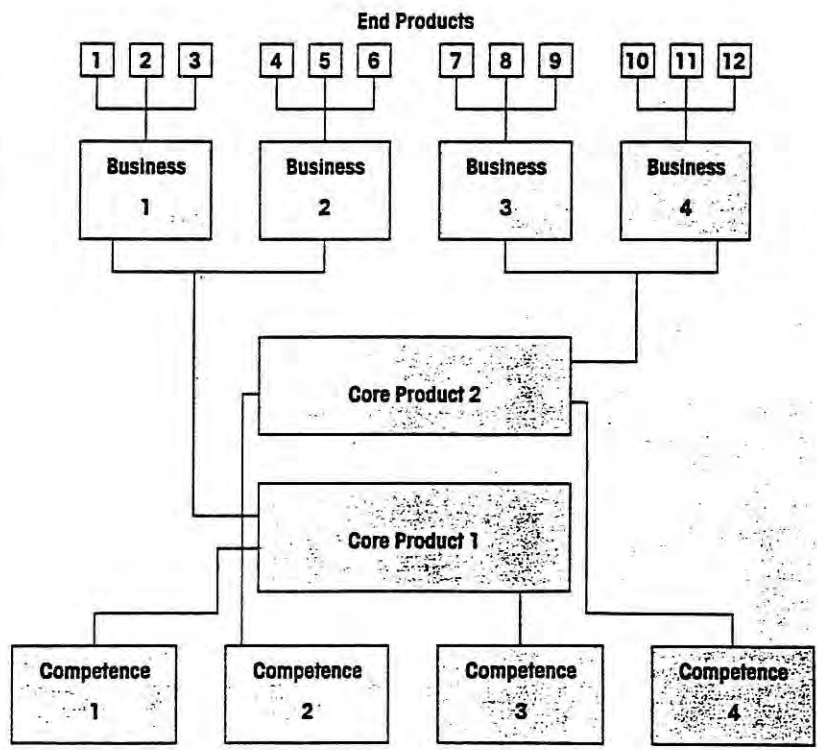 End Products
1 2 3 4 5 6 7 8 9 10 11 12
Business Business Business Business
1 2 3 4
Core Product 2
Core Product 1
Competence Competence Competence Competence
1 2 3 4